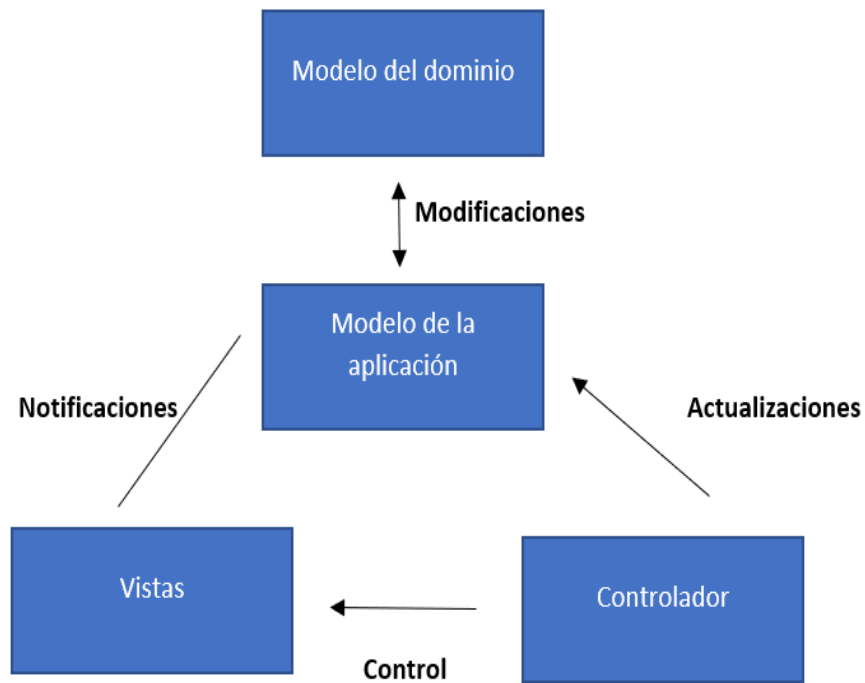 Modelo del dominio
Modificaciones
Modelo de la
aplicación
Notificaciones
Actualizaciones
Vistas
Controlador
Control